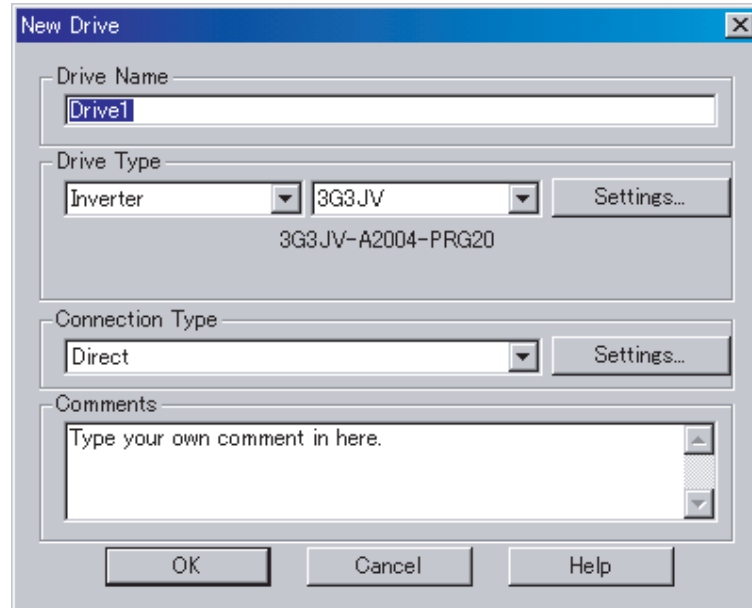 New Drive
Drive Name
Drive1
Drive Type
Inverter 3G3JV Settings...
3G3JV-A2004-PRG20
Connection Type
Direct Settings...
Comments
Type your own comment in here.
OK Cancel Help